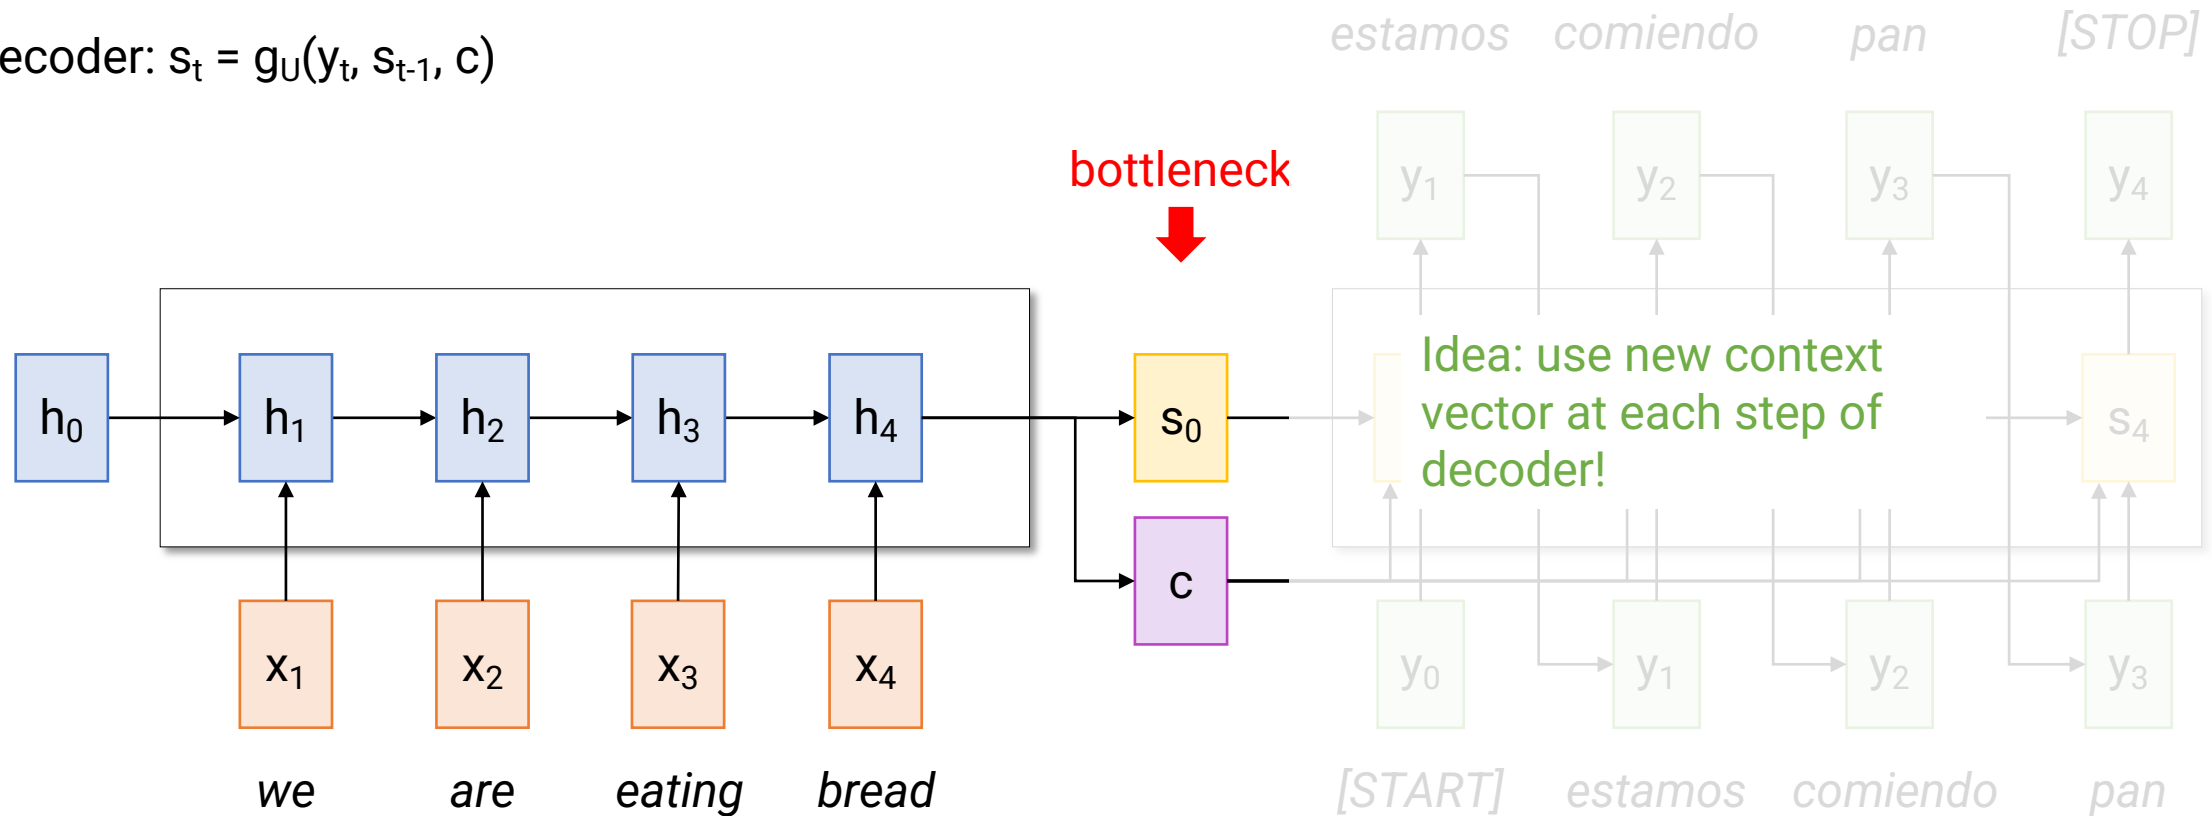 estamos comiendo pan [STOP]
ecoder: sₜ = gᵤ(yₜ, sₜ₋₁, c)
bottleneck
y₁ y₂ y₃ y₄
Idea: use new context
vector at each step of
decoder!
h₀ h₁ h₂ h₃ h₄ s₀ s₄
c
x₁ x₂ x₃ x₄ y₀ y₁ y₂ y₃
we are eating bread [START] estamos comiendo pan